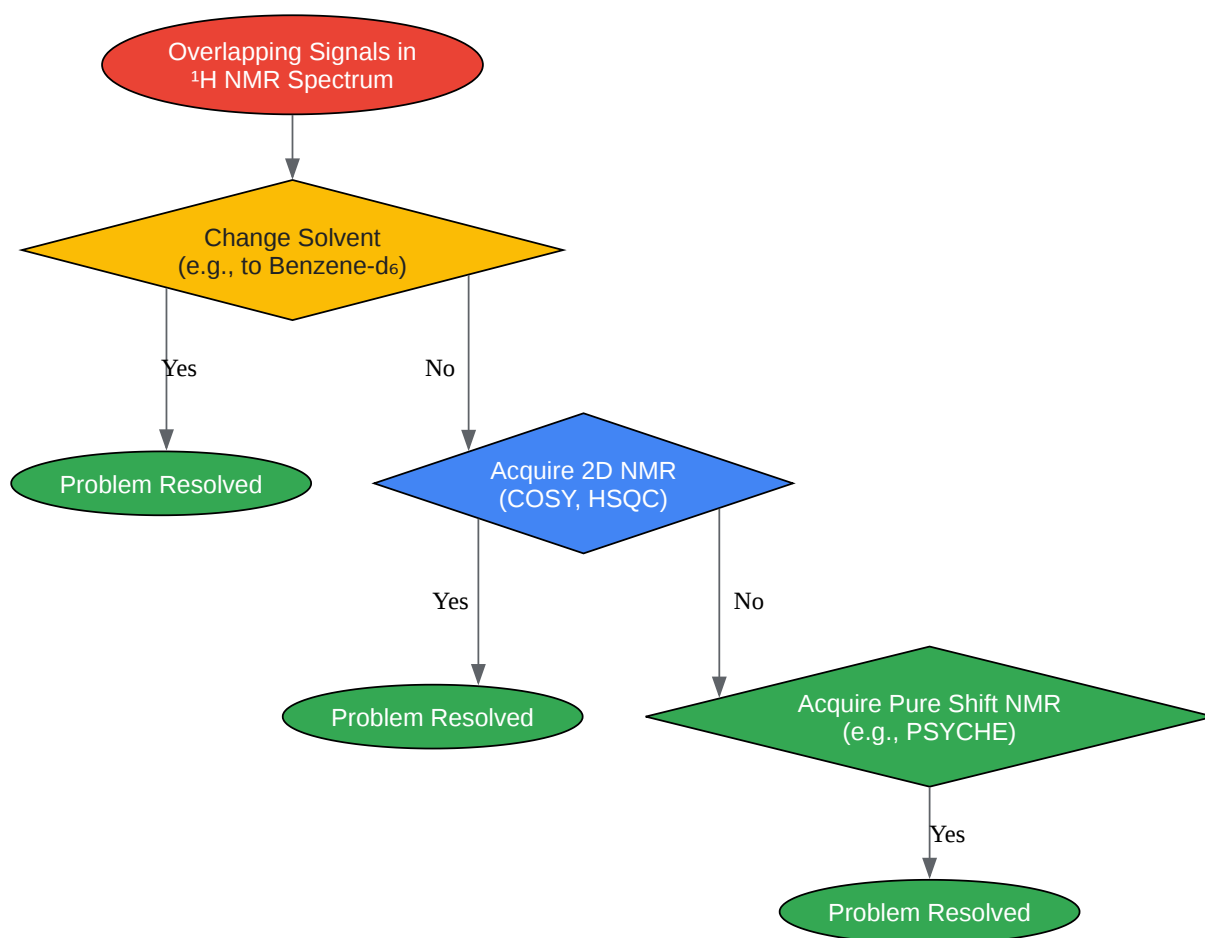 Overlapping Signals in
¹H NMR Spectrum
Change Solvent
(e.g., to Benzene-d₆)
Yes
No
Problem Resolved
Acquire 2D NMR
(COSY, HSQC)
Yes
No
Problem Resolved
Acquire Pure Shift NMR
(e.g., PSYCHE)
Yes
Problem Resolved